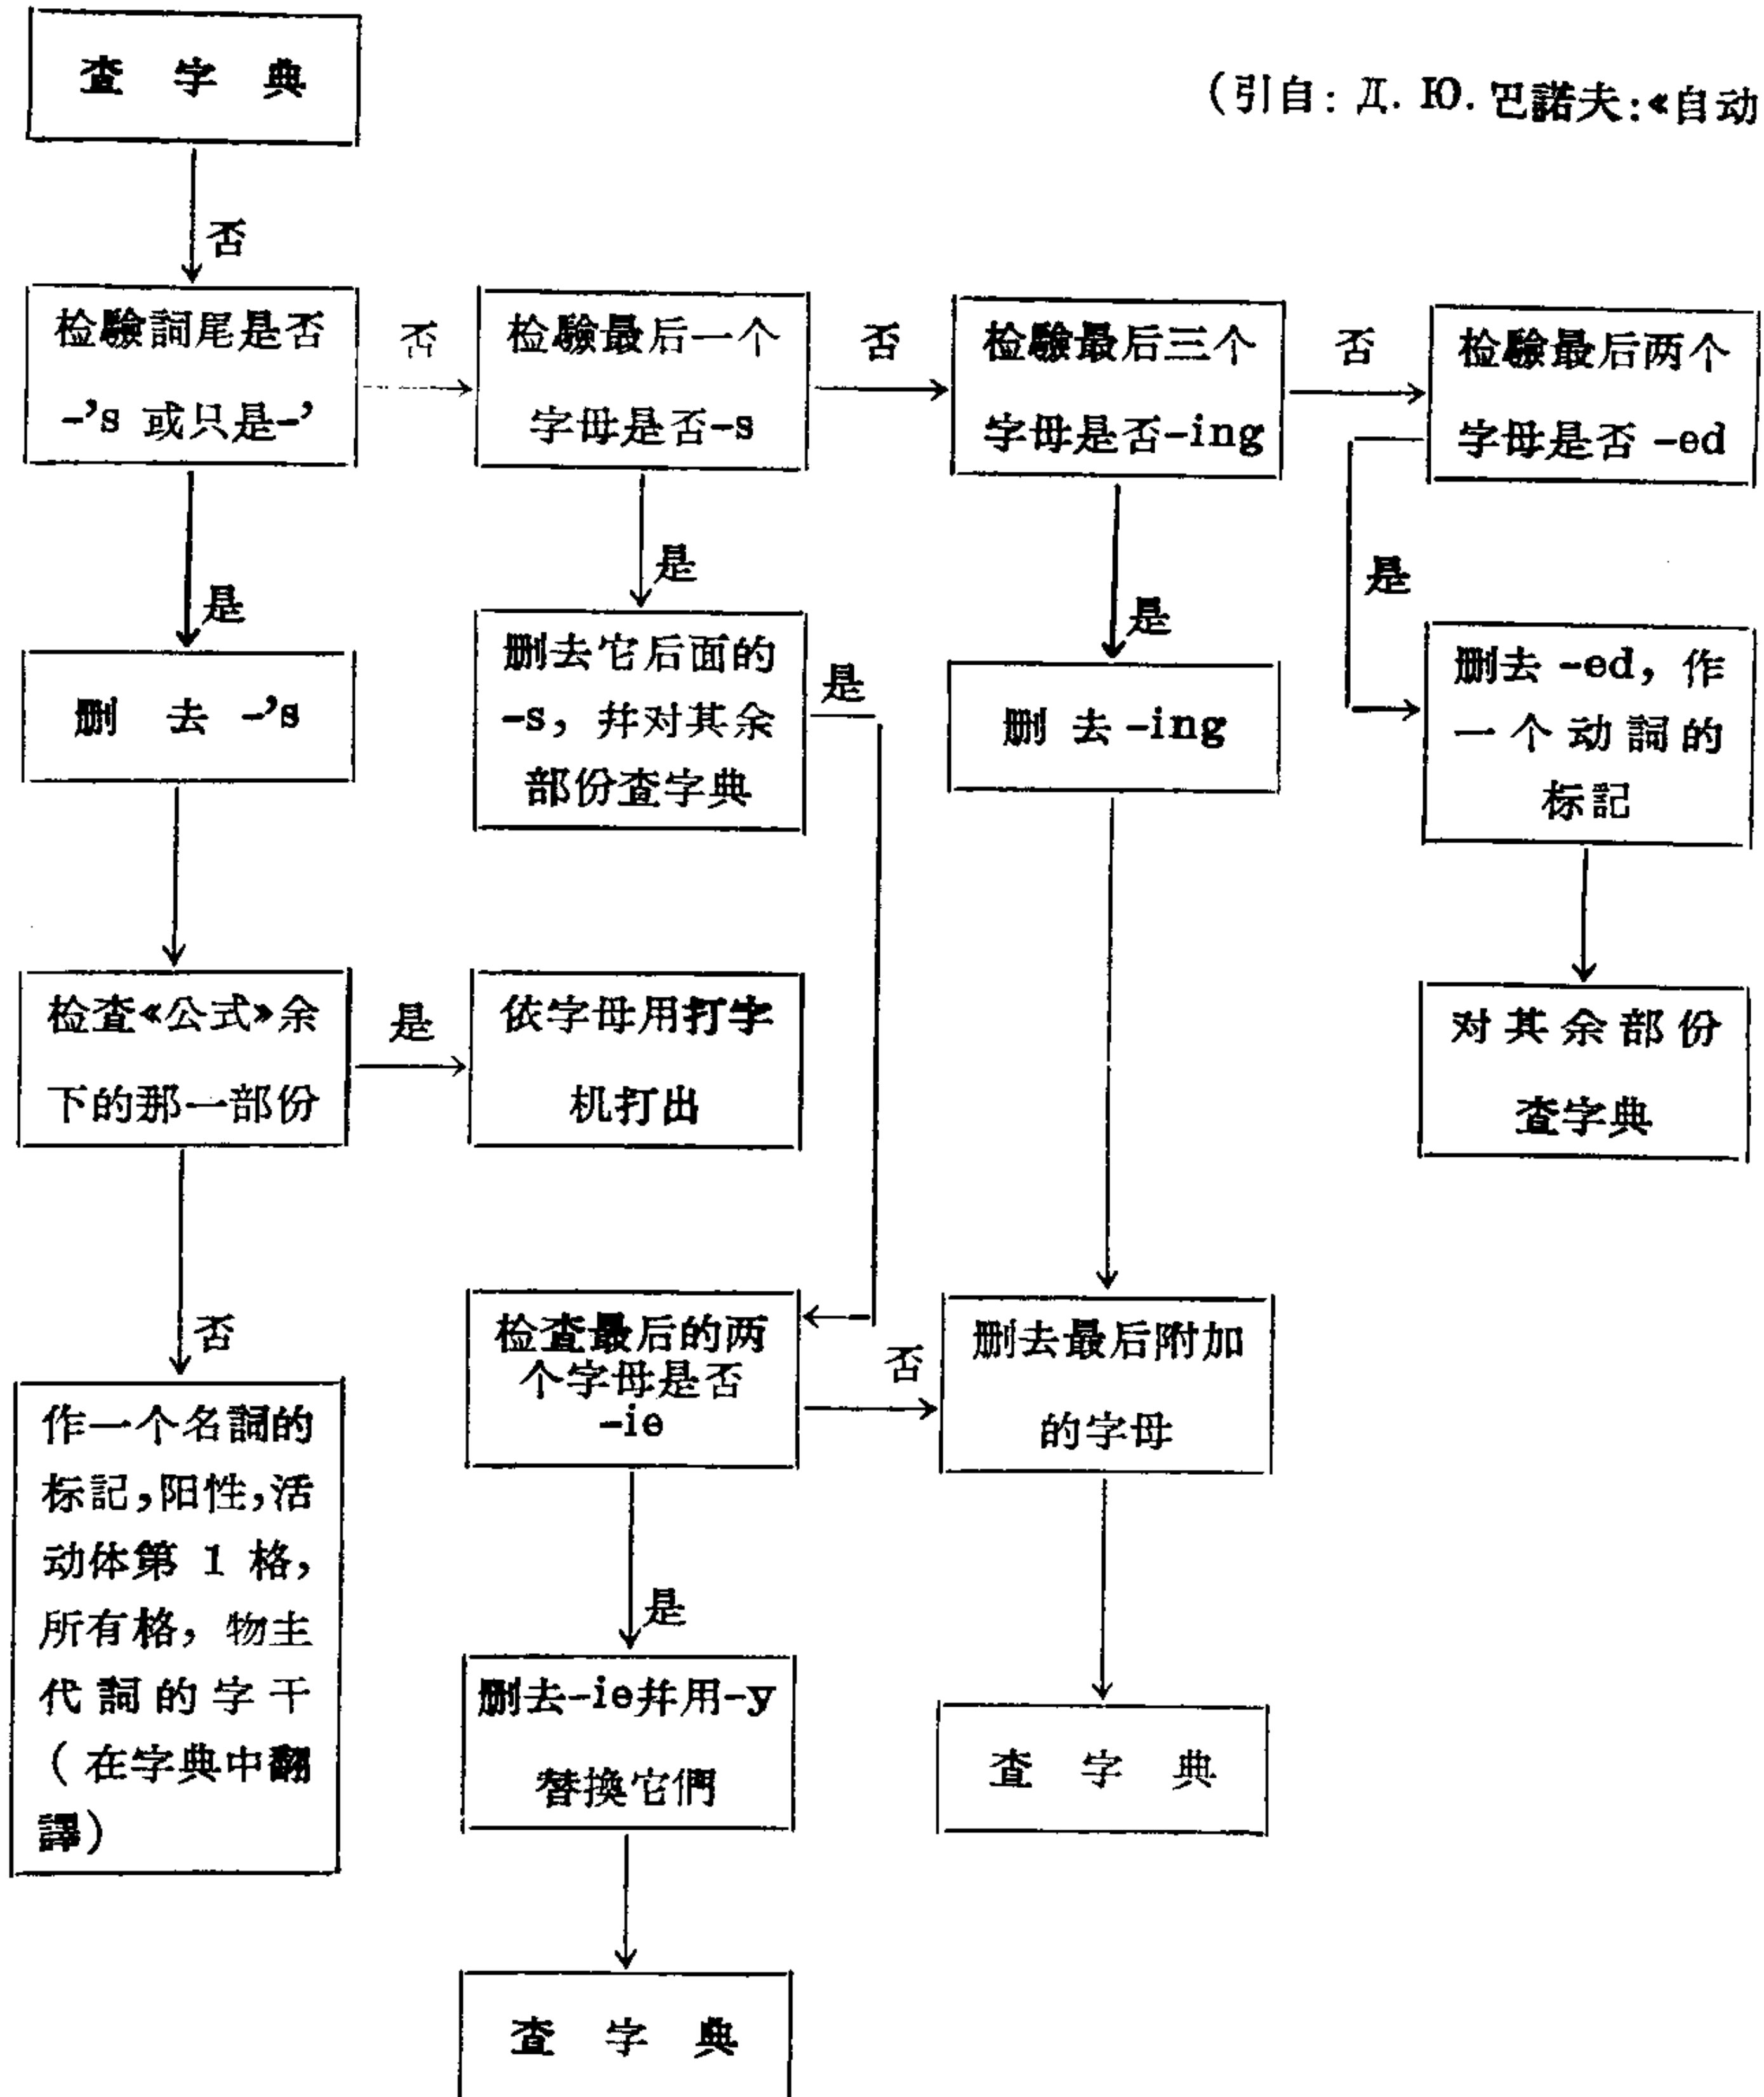 查 字 典
(引自: Д. Ю. 巴諾夫:«自动
否
检驗詞尾是否
-’s 或只是-’
否
检驗最后一个
字母是否-s
否
检驗最后三个
字母是否-ing
否
检驗最后两个
字母是否 -ed
是
删 去 -’s
是
删去它后面的
-s, 幷对其余
部份查字典
是
是
删 去 -ing
是
删去 -ed, 作
一个动詞的
标記
检查«公式»余
下的那一部份
是
依字母用打字
机打出
对其余部份
查字典
否
作一个名詞的
标記,阳性,活
动体第 1 格,
所有格, 物主
代詞的字干
(在字典中翻
譯)
检查最后的两
个字母是否
-ie
否
删去最后附加
的字母
是
删去-ie幷用-y
替換它們
查 字 典
查 字 典